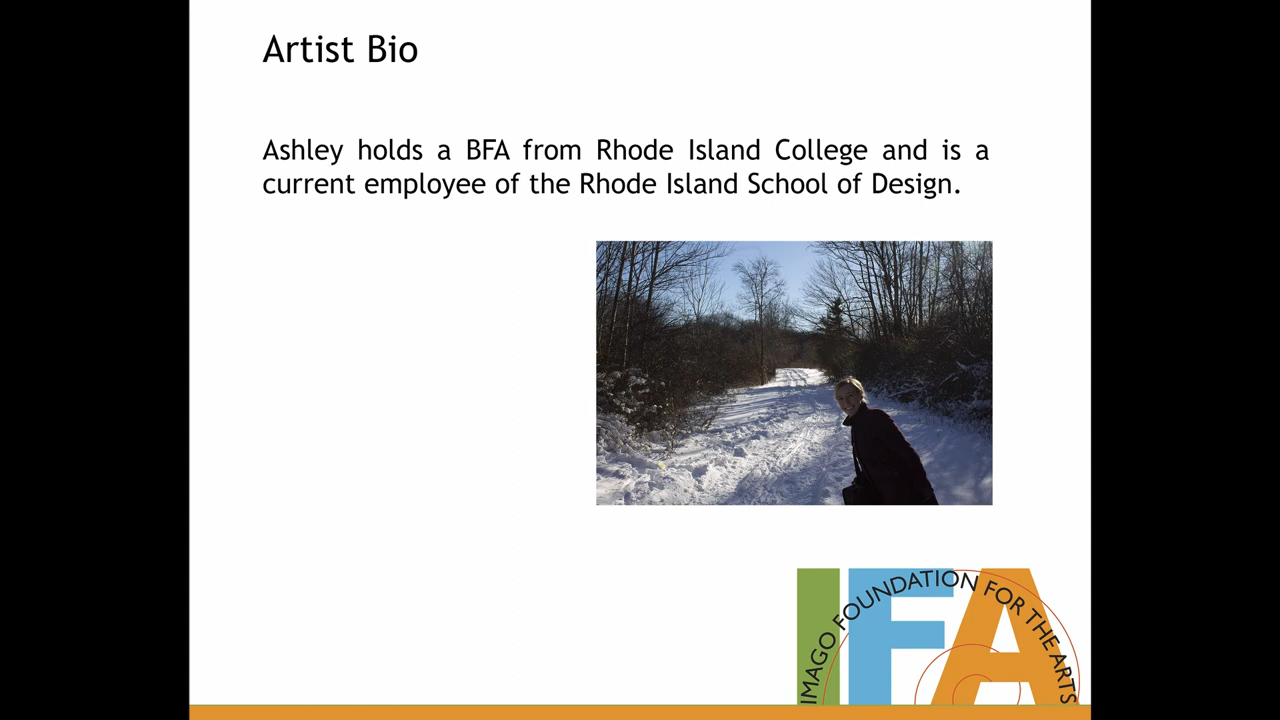 Artist Bio
Ashley holds a BFA from Rhode Island College and is a
current employee of the Rhode Island School of Design.
IFA
IMAGO FOUNDATION FOR THE ARTS